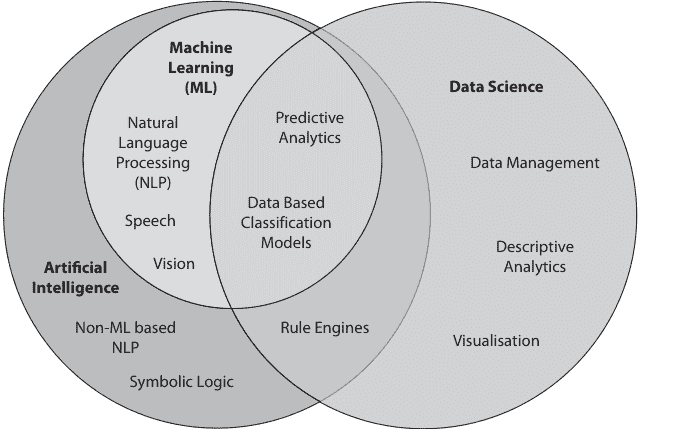 Machine
Learning
(ML)
Natural
Language
Processing
(NLP)
Speech
Vision
Artificial
Intelligence
Non-ML based
NLP
Symbolic Logic
Predictive
Analytics
Data Based
Classification
Models
Rule Engines
Data Science
Data Management
Descriptive
Analytics
Visualisation